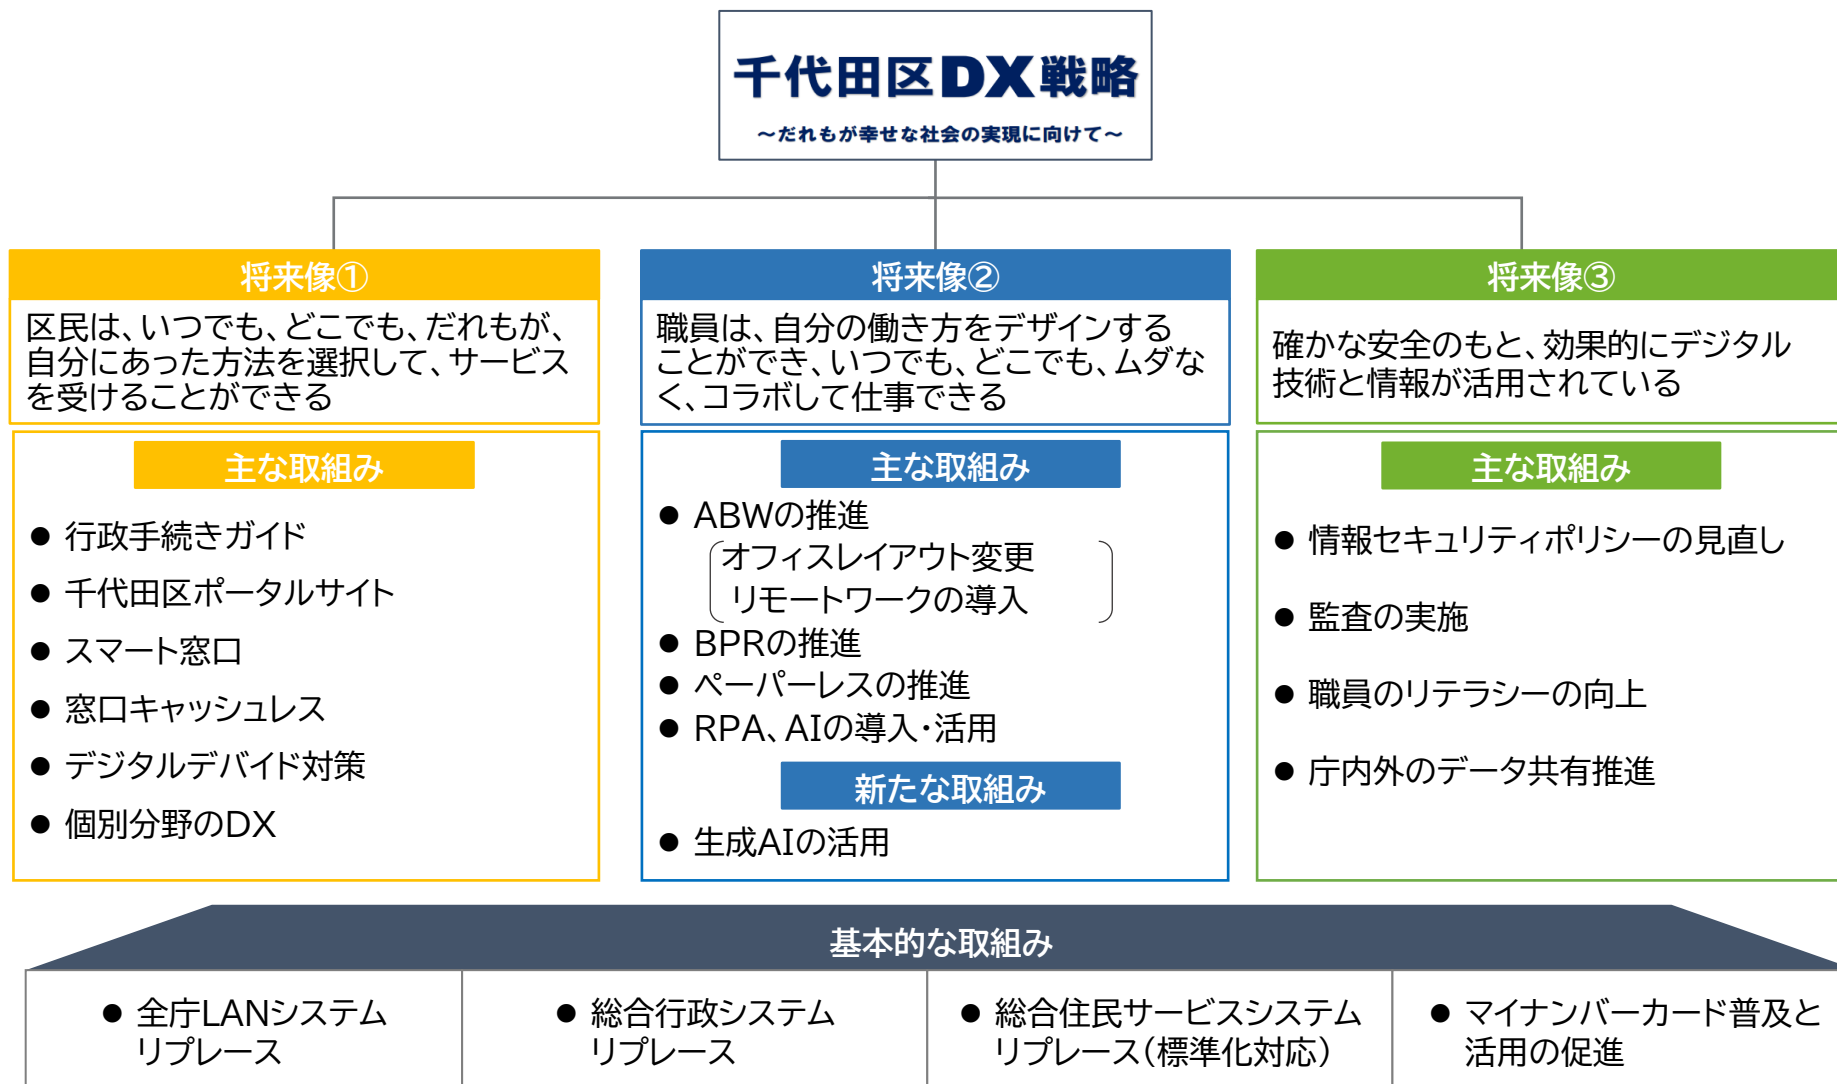 千代田区DX戦略
～だれもが幸せな社会の実現に向けて～
将来像①
区民は、いつでも、どこでも、だれもが、
自分にあった方法を選択して、サービス
を受けることができる
主な取組み
● 行政手続きガイド
● 千代田区ポータルサイト
● スマート窓口
● 窓口キャッシュレス
● デジタルデバイド対策
● 個別分野のDX
将来像②
職員は、自分の働き方をデザインする
ことができ、いつでも、どこでも、ムダな
く、コラボして仕事できる
主な取組み
● ABWの推進
オフィスレイアウト変更
リモートワークの導入
● BPRの推進
● ペーパーレスの推進
● RPA、AIの導入・活用
新たな取組み
● 生成AIの活用
将来像③
確かな安全のもと、効果的にデジタル
技術と情報が活用されている
主な取組み
● 情報セキュリティポリシーの見直し
● 監査の実施
● 職員のリテラシーの向上
● 庁内外のデータ共有推進
基本的な取組み
● 全庁LANシステム
リプレース
● 総合行政システム
リプレース
● 総合住民サービスシステム
リプレース(標準化対応)
● マイナンバーカード普及と
活用の促進